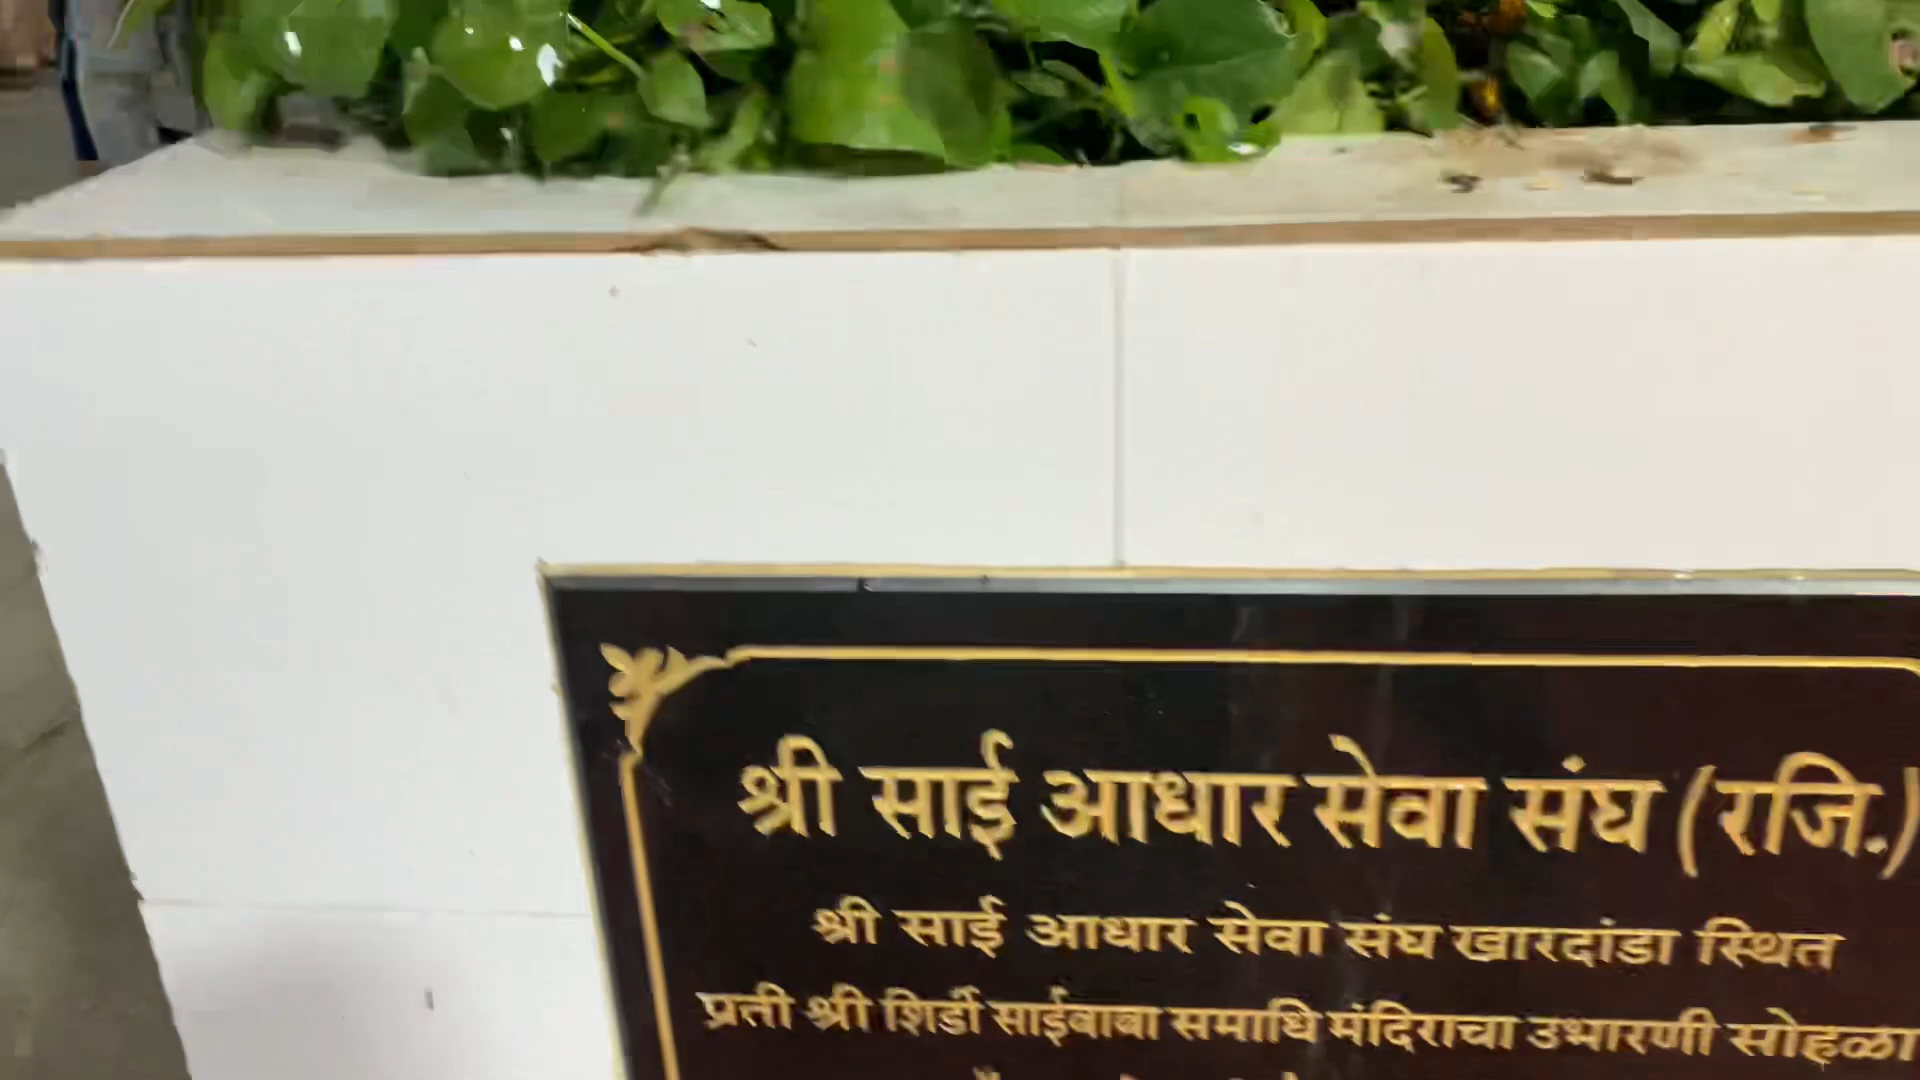 श्री साई आधार सेवा संघ (रजि.)
श्री साई आधार सेवा संघ खारदांडा स्थित
प्रती श्री शिर्डी साईबाबा समाधि मंदिराचा उभारणी सोहळा